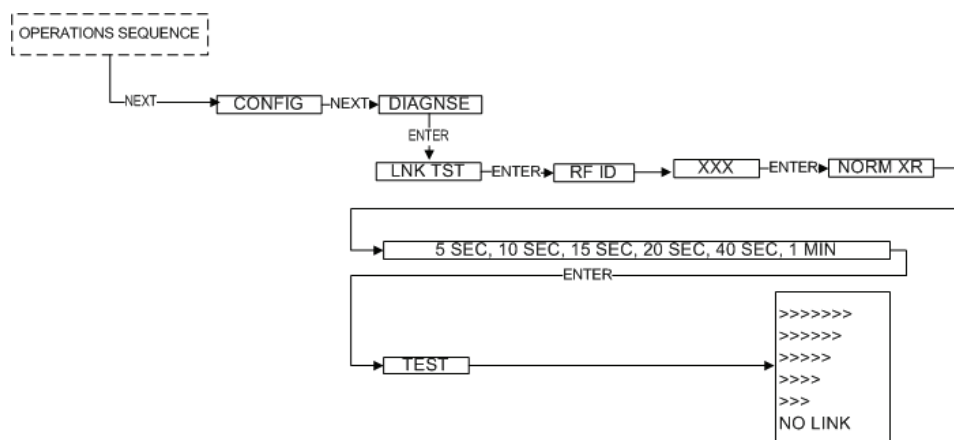 OPERATIONS SEQUENCE
NEXT
CONFIG
NEXT
DIAGNSE
ENTER
LNK TST
ENTER
RF ID
XXX
ENTER
NORM XR
5 SEC, 10 SEC, 15 SEC, 20 SEC, 40 SEC, 1 MIN
ENTER
TEST
>>>>>>>
>>>>>>
>>>>>
>>>>
>>>
NO LINK